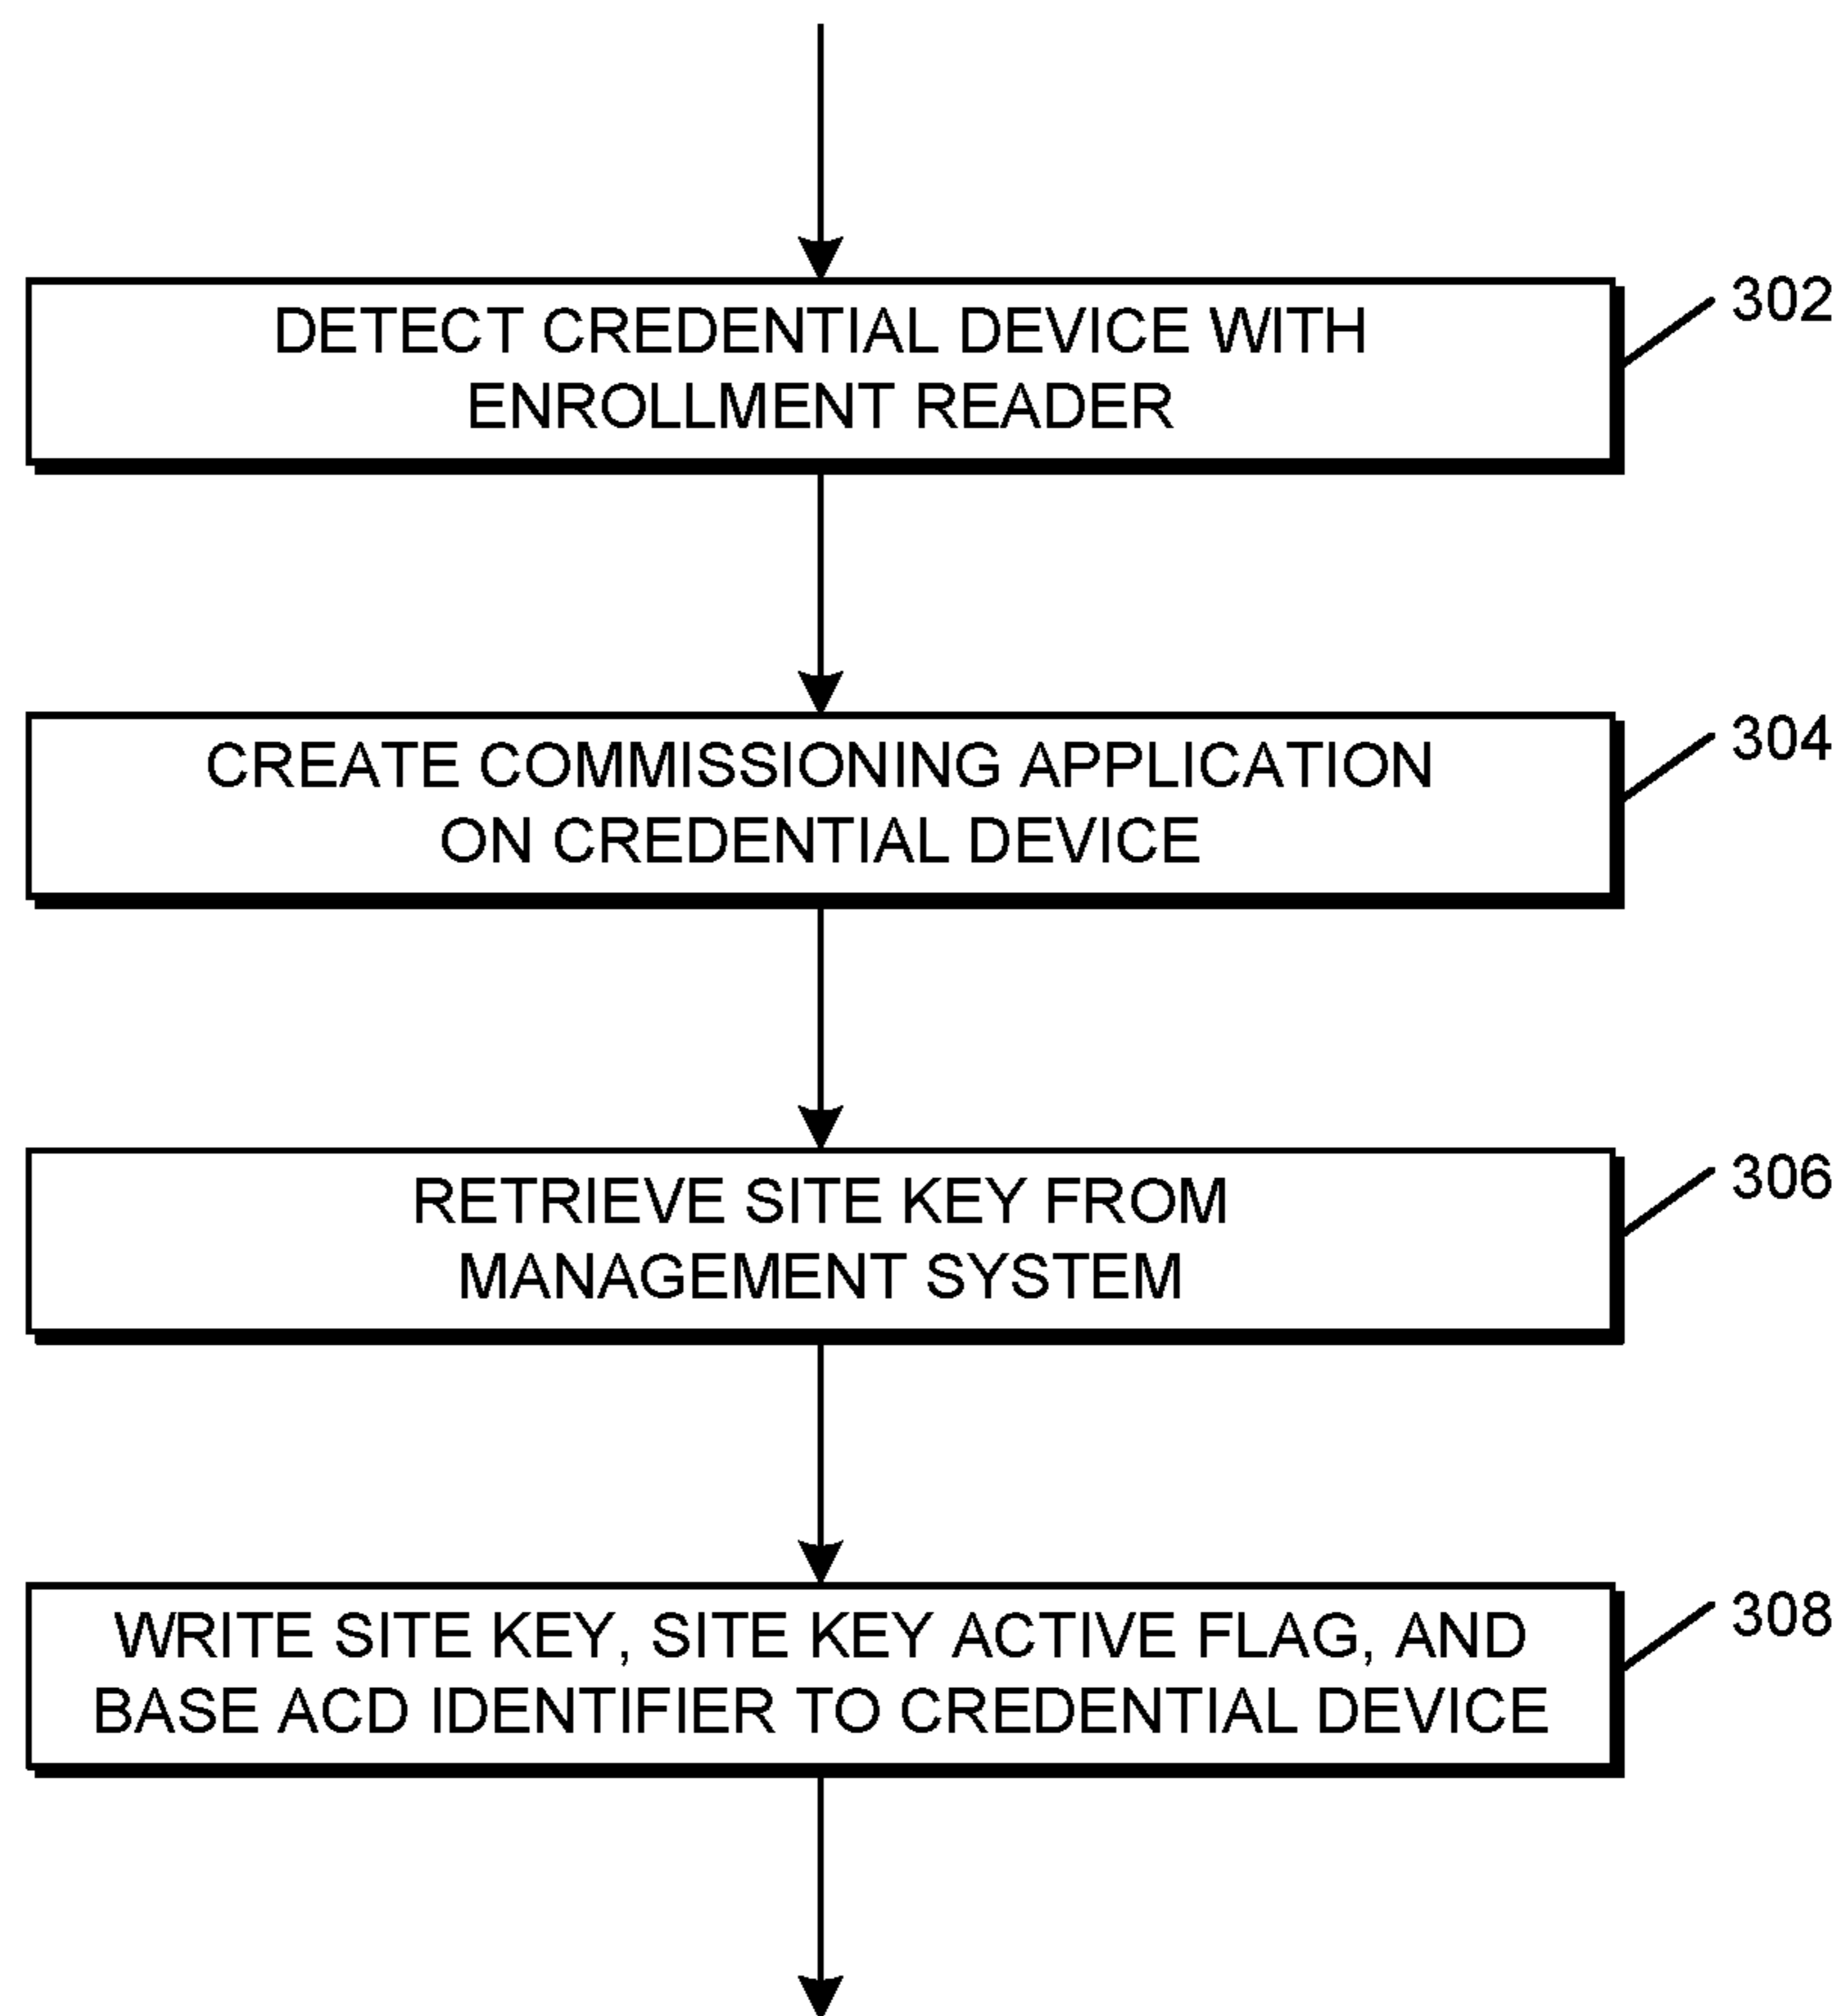 DETECT CREDENTIAL DEVICE WITH
ENROLLMENT READER
302
CREATE COMMISSIONING APPLICATION
ON CREDENTIAL DEVICE
304
RETRIEVE SITE KEY FROM
MANAGEMENT SYSTEM
306
WRITE SITE KEY, SITE KEY ACTIVE FLAG, AND
BASE ACD IDENTIFIER TO CREDENTIAL DEVICE
308